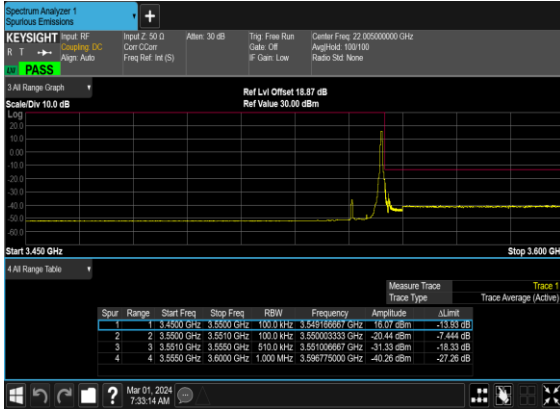 Spectrum Analyzer 1
Spurious Emissions
+
KEYSIGHT Input: RF Input Z: 50 Ω Atten: 30 dB Trig: Free Run Center Freq: 22.005000000 GHz
R T Coupling: DC Corr CCorr Gate: Off Avg|Hold: 100/100
Align: Auto Freq Ref: Int (S) IF Gain: Low Radio Std: None
PASS
3 All Range Graph
Ref Lvl Offset 18.87 dB
Scale/Div 10.0 dB Ref Value 30.00 dBm
Log
20.0
10.0
0.00
-10.0
-20.0
-30.0
-40.0
-50.0
-60.0
Start 3.450 GHz Stop 3.600 GH
4 All Range Table
Measure Trace Trace 1
Trace Type Trace Average (Active)
Spur Range Start Freq Stop Freq RBW Frequency Amplitude ΔLimit
1 1 3.4500 GHz 3.5500 GHz 100.0 kHz 3.549166667 GHz 16.07 dBm -13.93 dB
2 2 3.5500 GHz 3.5510 GHz 100.0 kHz 3.550003333 GHz -20.44 dBm -7.444 dB
3 3 3.5510 GHz 3.5550 GHz 510.0 kHz 3.551006667 GHz -31.33 dBm -18.33 dB
4 4 3.5550 GHz 3.6000 GHz 1.000 MHz 3.596775000 GHz -40.26 dBm -27.26 dB
? Mar 01, 2024
7:33:14 AM